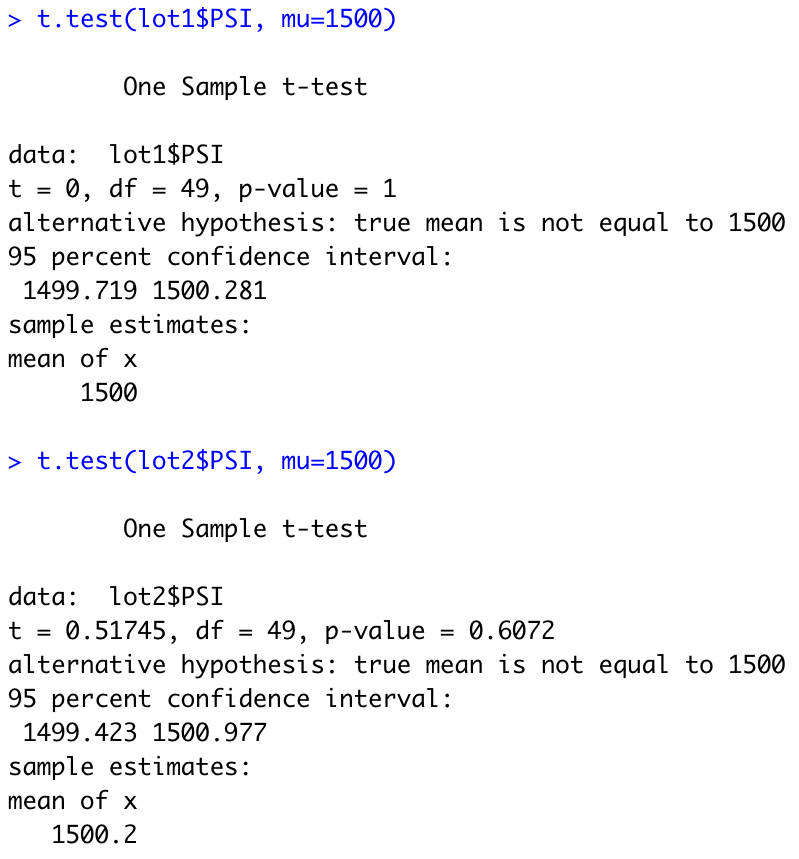 > t.test(lot1$PSI, mu=1500)
One Sample t-test
data:  lot1$PSI
t = 0, df = 49, p-value = 1
alternative hypothesis: true mean is not equal to 1500
95 percent confidence interval:
 1499.719 1500.281
sample estimates:
mean of x
     1500
> t.test(lot2$PSI, mu=1500)
One Sample t-test
data:  lot2$PSI
t = 0.51745, df = 49, p-value = 0.6072
alternative hypothesis: true mean is not equal to 1500
95 percent confidence interval:
 1499.423 1500.977
sample estimates:
mean of x
   1500.2